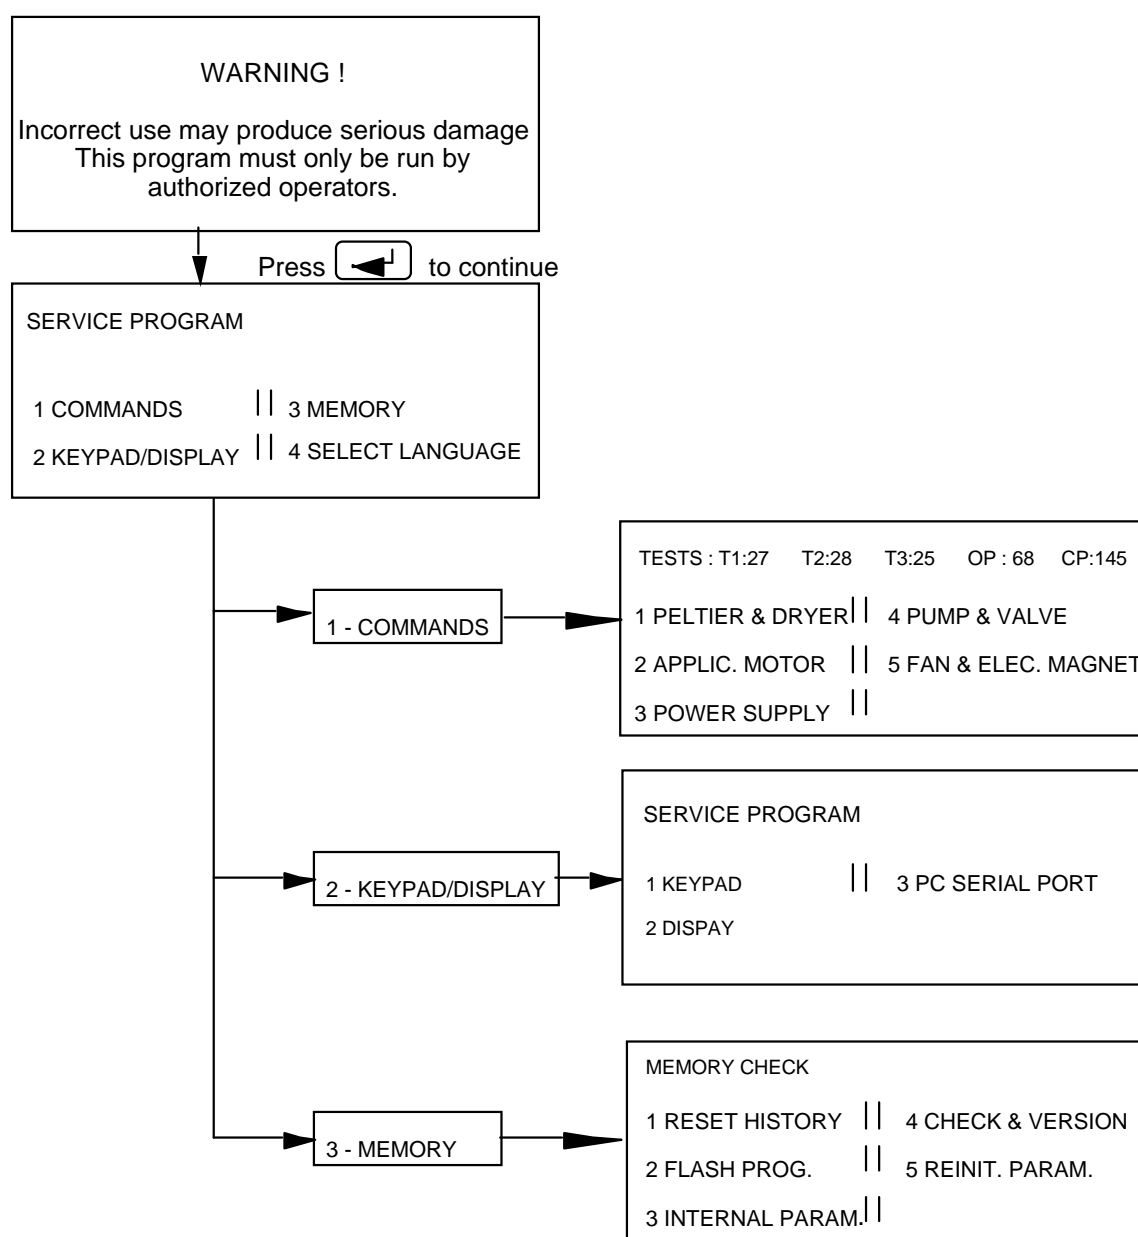 WARNING !
Incorrect use may produce serious damage
This program must only be run by
authorized operators.
Press to continue
SERVICE PROGRAM
1 COMMANDS || 3 MEMORY
2 KEYPAD/DISPLAY || 4 SELECT LANGUAGE
1 - COMMANDS
TESTS : T1:27 T2:28 T3:25 OP : 68 CP:145
1 PELTIER & DRYER || 4 PUMP & VALVE
2 APPLIC. MOTOR || 5 FAN & ELEC. MAGNET
3 POWER SUPPLY ||
2 - KEYPAD/DISPLAY
SERVICE PROGRAM
1 KEYPAD || 3 PC SERIAL PORT
2 DISPAY
3 - MEMORY
MEMORY CHECK
1 RESET HISTORY || 4 CHECK & VERSION
2 FLASH PROG. || 5 REINIT. PARAM.
3 INTERNAL PARAM. ||